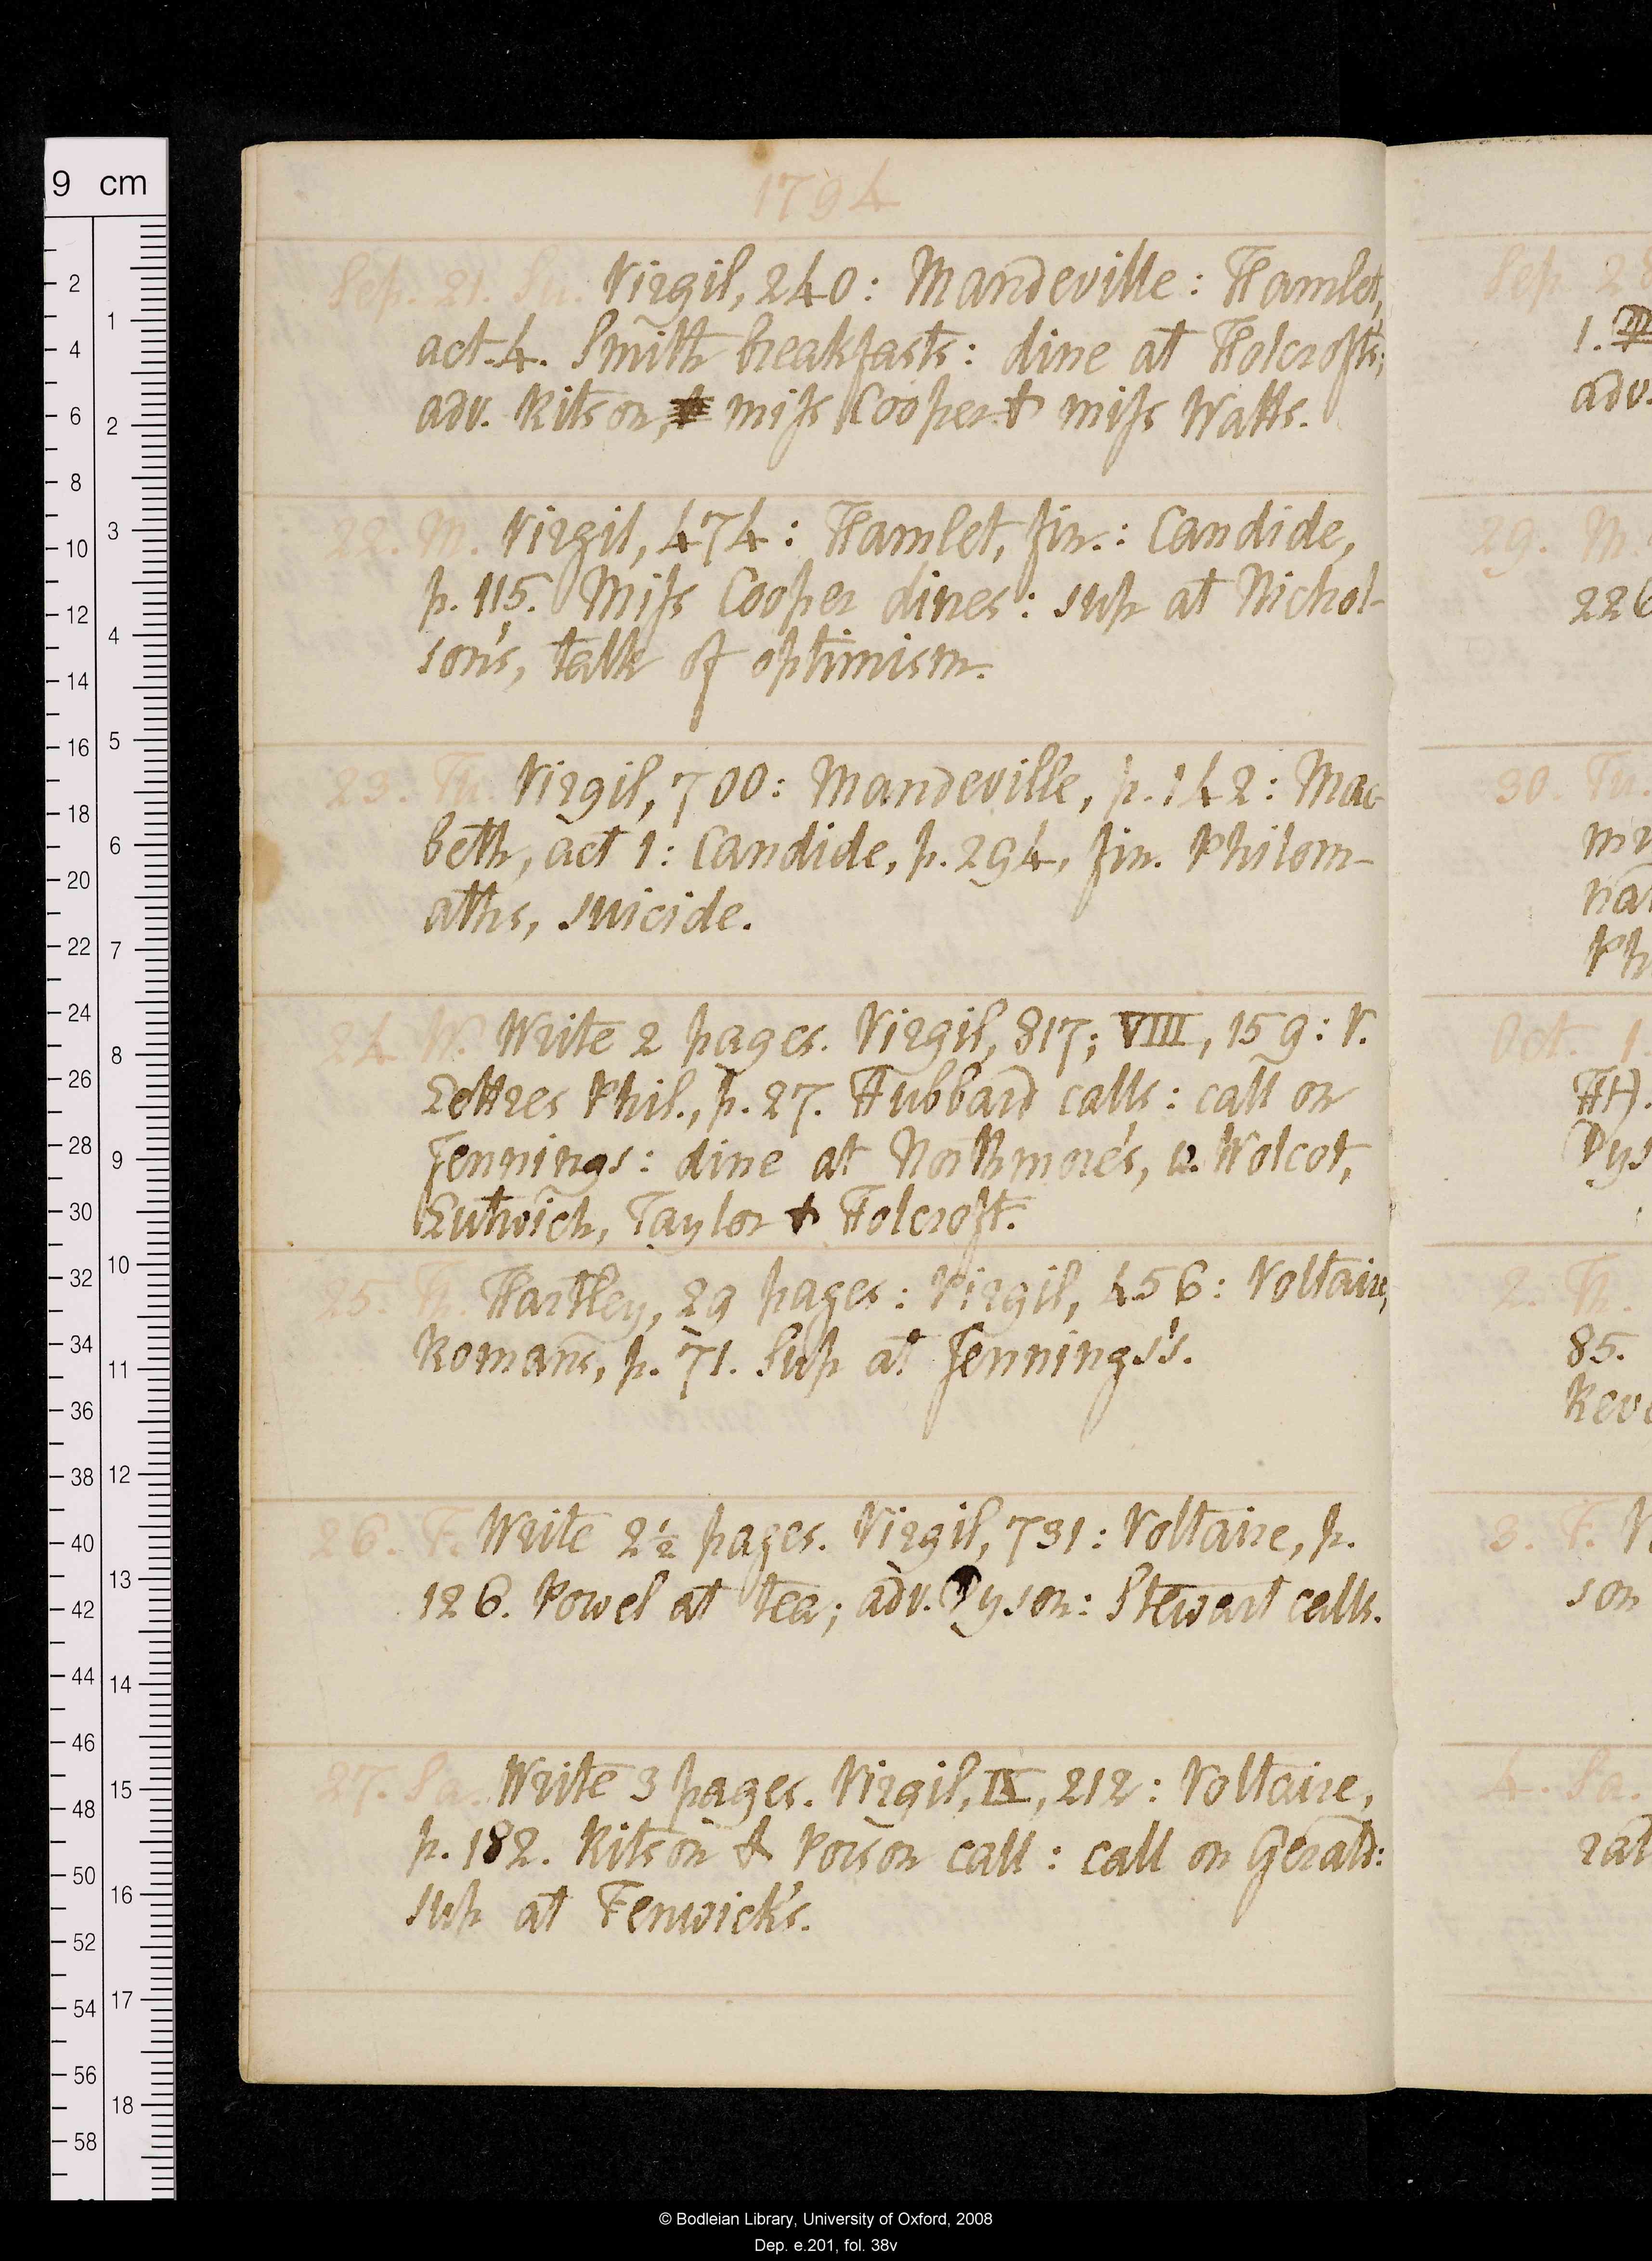 1794
Sep. 21. Su. Virgil, 240: Mandeville: Hamlet,
act. 4. Smith breakfasts: dine at Holcroft's;
adv. Ritson, miſs Cooper & miſs Watts.
22. M. Virgil, 474: Hamlet, fin.: Candide,
p. 115. Miſs Cooper dines: sup at Nichol-
son's, talk of optimism.
23. Tu. Virgil, 700: Mandeville, p. 142: Mac-
beth, act 1: Candide, p. 294, fin. Philom-
aths, suicide.
24. W. Write 2 pages. Virgil, 817; VIII, 159: V.
Lettres Phil., p. 27. Hubbard calls: call on
Jennings: dine at Northmore's, w. Wolcot,
Lutwich, Taylor & Holcroft.
25. Th. Hartley, 29 pages: Virgil, 456: Voltaire,
Romans, p. 71. Sup at Jennings's.
26. F. Write 2½ pages. Virgil, 731: Voltaire, p.
126. Powel at tea; adv. Dyson: Stewart calls.
27. Sa. Write 3 pages. Virgil, IX, 212: Voltaire,
p. 182. Ritson & Porson call: call on Gerald:
sup at Fenwick's.
Sep. 28
1.
adv.
29. M.
226
30. Tu.
Ph
Oct. 1.
Dys
2. Th.
85.
Rev
3. F. V
son
4. Sa.
rat
9 cm
2
4
6
8
10
12
14
16
18
20
22
24
26
28
30
32
34
36
38
40
42
44
46
48
50
52
54
56
58
1
2
3
4
5
6
7
8
9
10
11
12
13
14
15
16
17
18
© Bodleian Library, University of Oxford, 2008
Dep. e.201, fol. 38v